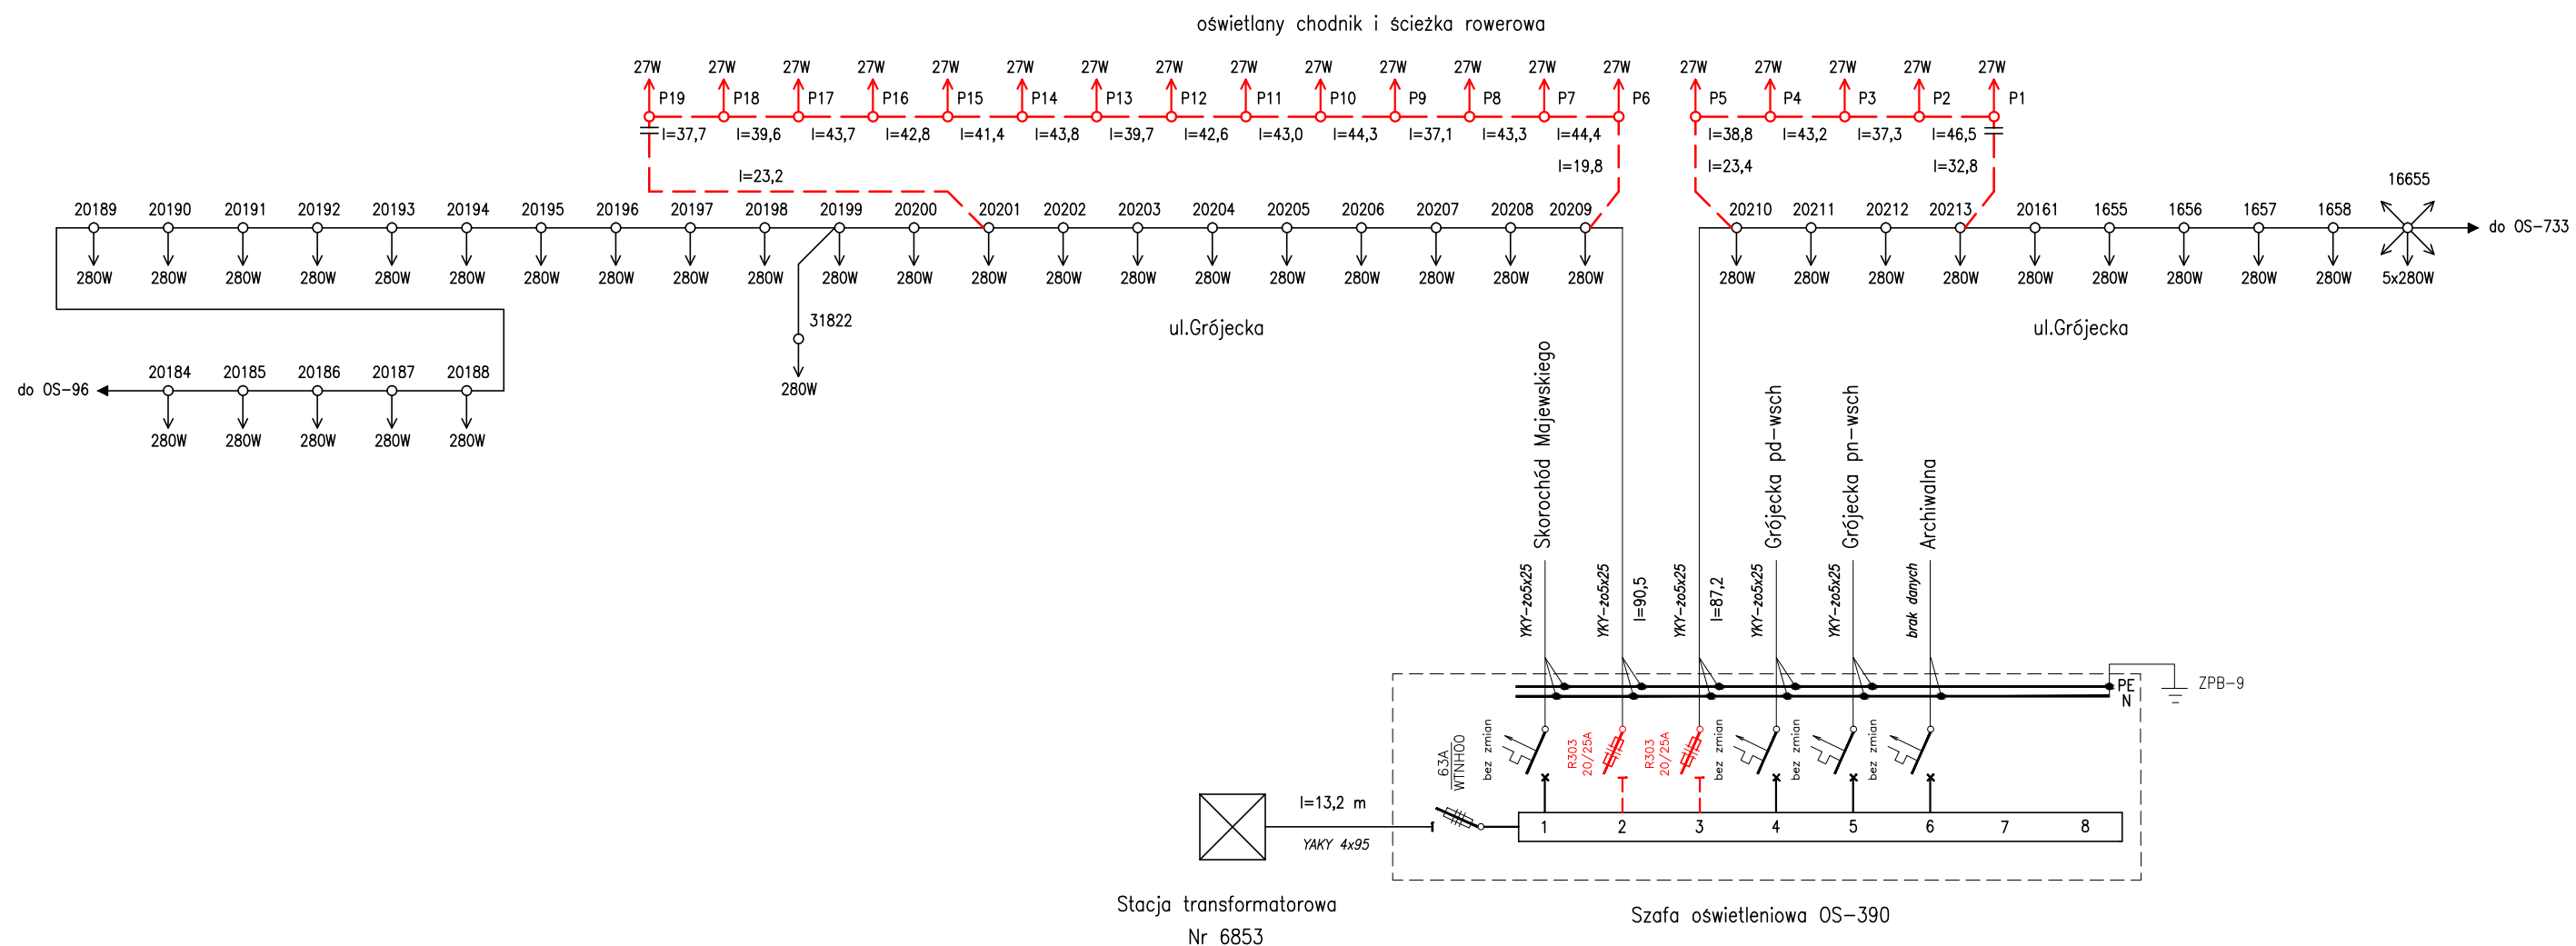 oświetlany chodnik i ścieżka rowerowa
27W 27W 27W 27W 27W 27W 27W 27W 27W 27W 27W 27W 27W 27W 27W 27W 27W 27W 27W
P19 P18 P17 P16 P15 P14 P13 P12 P11 P10 P9 P8 P7 P6 P5 P4 P3 P2 P1
l=37,7 l=39,6 l=43,7 l=42,8 l=41,4 l=43,8 l=39,7 l=42,6 l=43,0 l=44,3 l=37,1 l=43,3 l=44,4 l=38,8 l=43,2 l=37,3 l=46,5
l=23,2 l=19,8 l=23,4 l=32,8
16655
20189 20190 20191 20192 20193 20194 20195 20196 20197 20198 20199 20200 20201 20202 20203 20204 20205 20206 20207 20208 20209 20210 20211 20212 20213 20161 1655 1656 1657 1658
do OS-733
280W 280W 280W 280W 280W 280W 280W 280W 280W 280W 280W 280W 280W 280W 280W 280W 280W 280W 280W 280W 280W 280W 280W 280W 280W 280W 280W 280W 280W 280W 5x280W
31822
280W
ul.Grójecka
ul.Grójecka
20184 20185 20186 20187 20188
do OS-96
280W 280W 280W 280W 280W
Skorochód Majewskiego
Grójecka pd-wsch
Grójecka pn-wsch
Archiwalna
YKY-żo5x25
YKY-żo5x25
l=90,5
YKY-żo5x25
l=87,2
YKY-żo5x25
YKY-żo5x25
brak danych
PE
N
ZPB-9
63A
WTNH00
bez zmian
R303
20/25A
R303
20/25A
bez zmian
bez zmian
bez zmian
l=13,2 m
YAKY 4x95
1 2 3 4 5 6 7 8
Stacja transformatorowa
Nr 6853
Szafa oświetleniowa OS-390